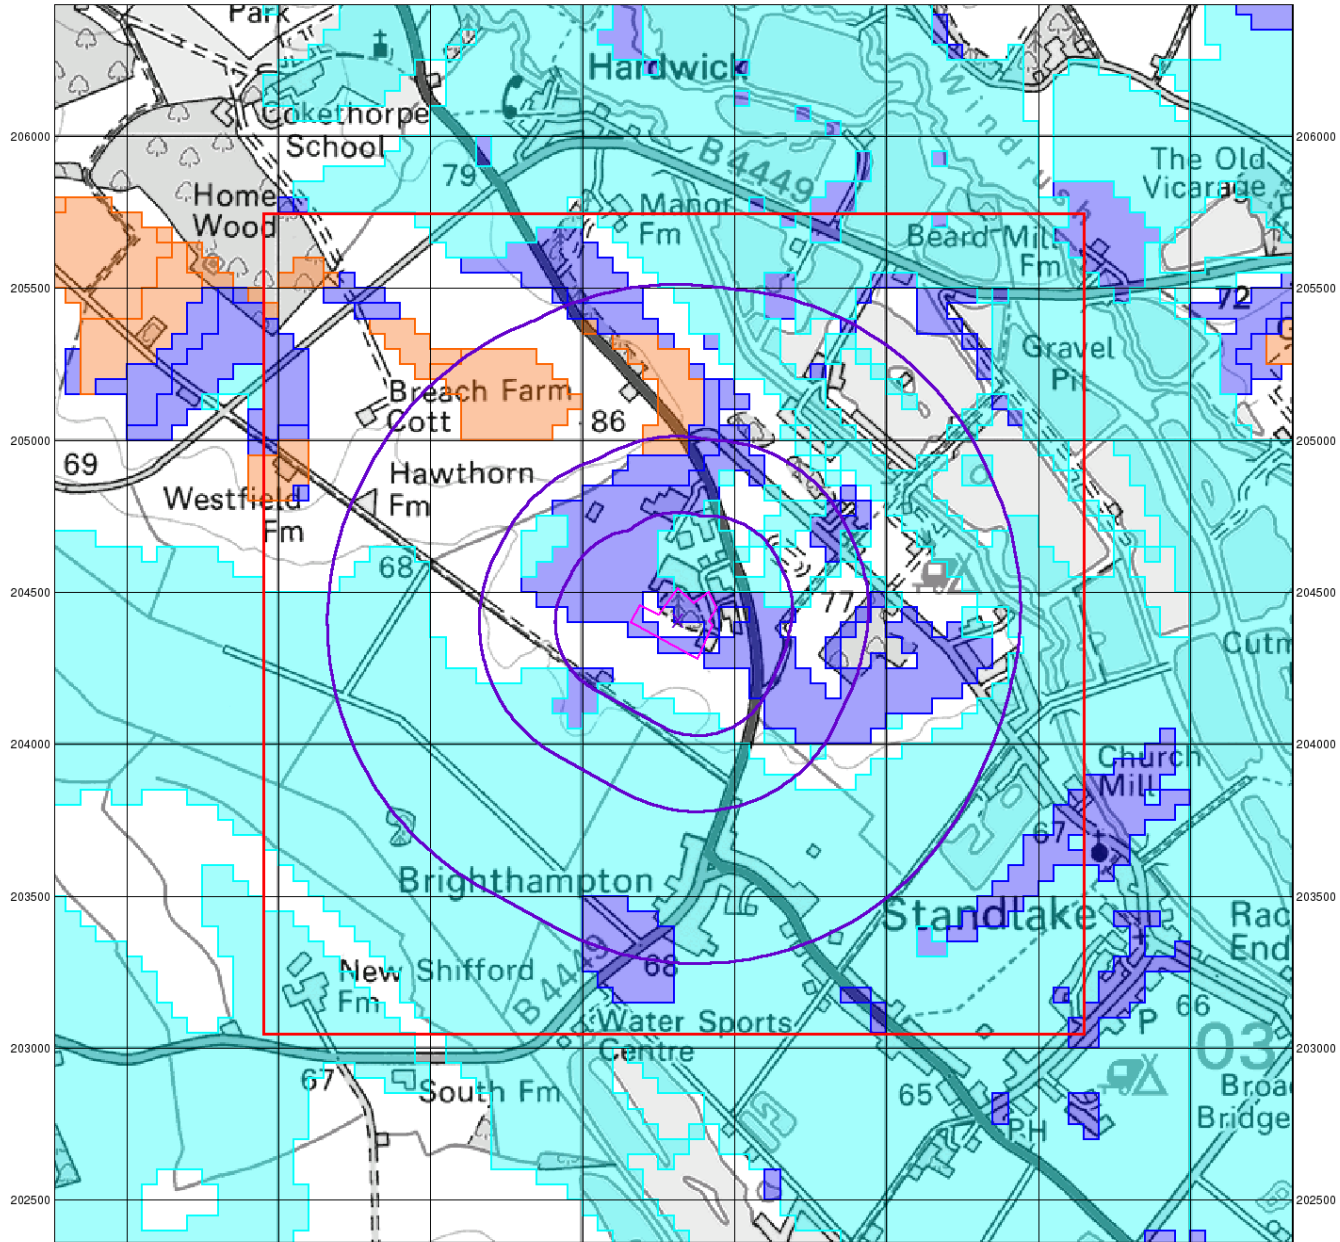 Park
Hardwick
Cokethorpe
School
Windrush
206000
206000
B4449
The Old
Vicarage
79
Home
Wood
Manor
Fm
Beard Mill
Fm
205500
205500
72
Gravel
Pit
Breach Farm
Cott
86
205000
205000
69
Hawthorn
Fm
Westfield
Fm
68
204500
204500
77
Cutm
204000
204000
Church
Mill
67
Brighthampton
203500
203500
Standlake
Rac
End
New Shifford
Fm
B 4449
68
66
Water Sports
Centre
P
203000
203000
03
67
South Fm
65
Broa
Bridge
PH
202500
202500